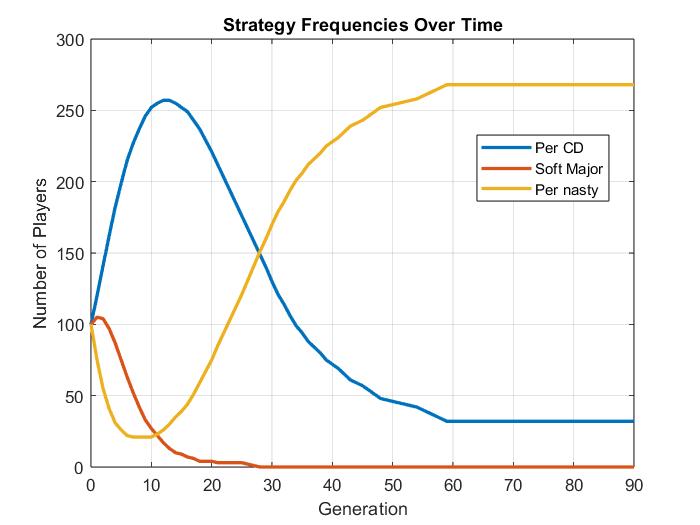 Strategy Frequencies Over Time
300
250
200
150
100
50
0
Number of Players
Per CD
Soft Major
Per nasty
0 10 20 30 40 50 60 70 80 90
Generation